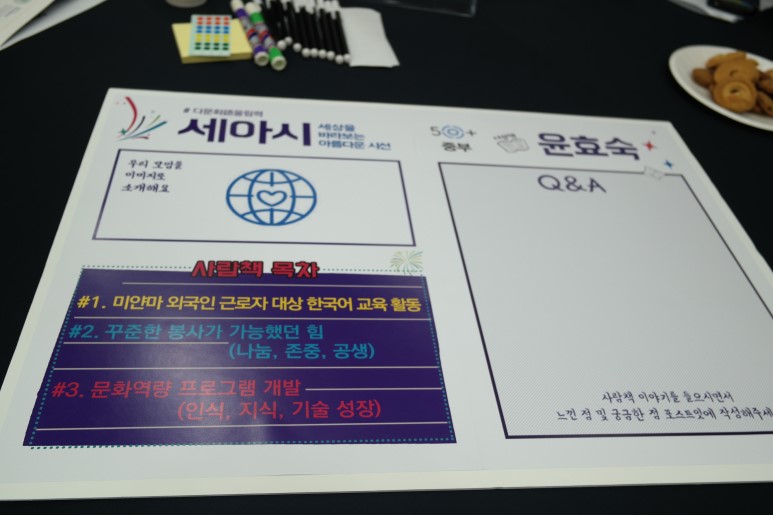 # 다문화공유협력
세아시
세상을
바라보는
아름다운 시선
우리 모임을
이미지로
소개해요
사람책 목차
#1. 미얀마 외국인 근로자 대상 한국어 교육 활동
#2. 꾸준한 봉사가 가능했던 힘
(나눔, 존중, 공생)
#3. 문화역량 프로그램 개발
(인식, 지식, 기술 성장)
50+
중부
윤효숙
Q&A
사람책 이야기를 들으시면서
느낀 점 및 궁금한 점 포스트잇에 작성해주세